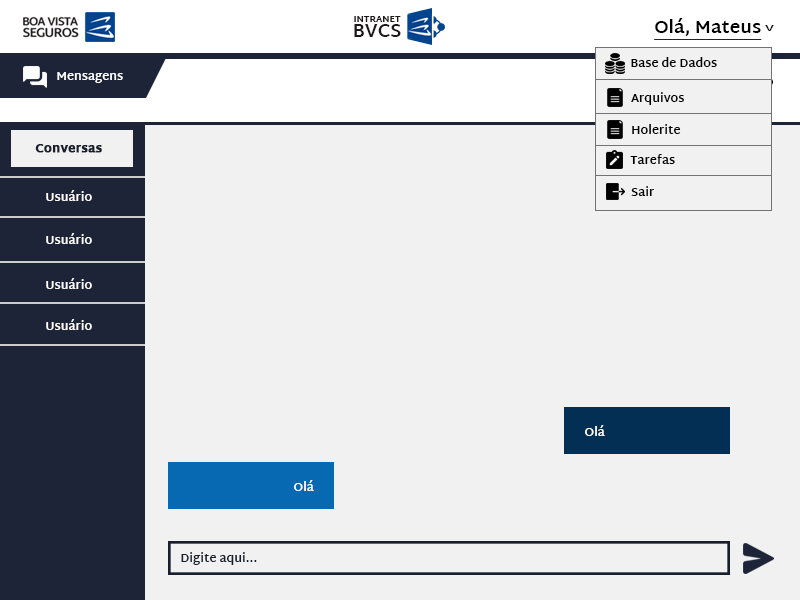 BOA VISTA
SEGUROS
INTRANET
BVCS
Olá, Mateus
Mensagens
Base de Dados
Arquivos
Holerite
Tarefas
Sair
Conversas
Usuário
Usuário
Usuário
Usuário
Olá
Olá
Digite aqui...